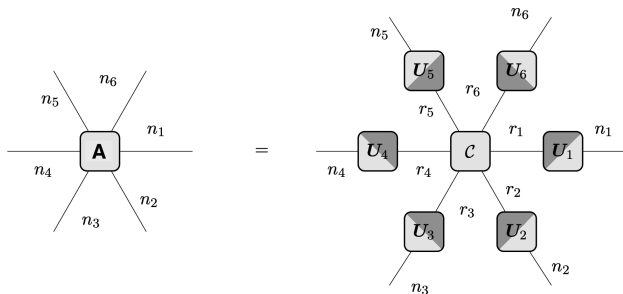 n₆
n₅
n₆
U₅
U₆
n₅
r₅
r₆
n₁
r₁
n₁
A
=
U₄
C
U₁
n₄
n₂
n₄
r₄
r₂
n₃
r₃
U₃
U₂
n₂
n₃